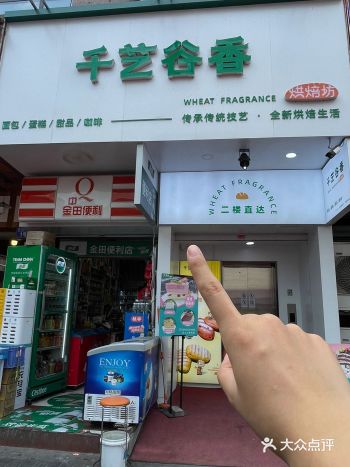 千艺谷香
WHEAT FRAGRANCE
烘焙坊
面包/蛋糕/甜品/咖啡
传承传统技艺·全新烘焙生活
Q
中
金田便利
WHEAT FRAGRANCE
二楼直达
千艺谷香
金田便利店
ENJOY
大众点评